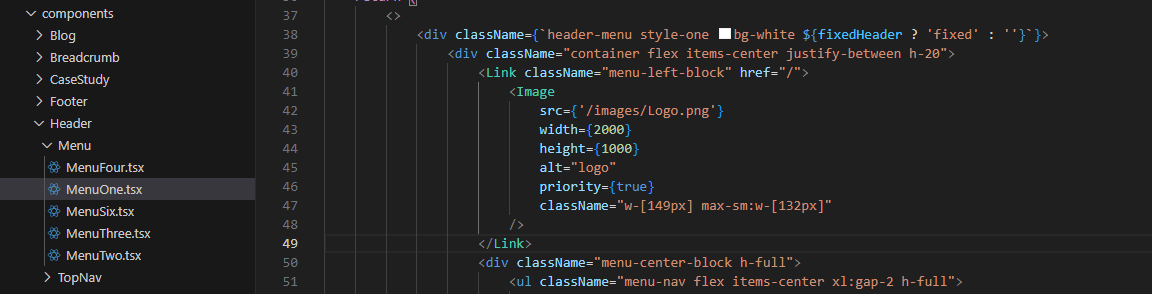 components
Blog
Breadcrumb
CaseStudy
Footer
Header
Menu
MenuFour.tsx
MenuOne.tsx
MenuSix.tsx
MenuThree.tsx
MenuTwo.tsx
TopNav
37 <>
38 <div className={`header-menu style-one bg-white ${fixedHeader ? 'fixed' : ''}`}>
39 <div className="container flex items-center justify-between h-20">
40 <Link className="menu-left-block" href="/">
41 <Image
42 src={'/images/Logo.png'}
43 width={2000}
44 height={1000}
45 alt="logo"
46 priority={true}
47 className="w-[149px] max-sm:w-[132px]"
48 />
49 </Link>
50 <div className="menu-center-block h-full">
51 <ul className="menu-nav flex items-center xl:gap-2 h-full">